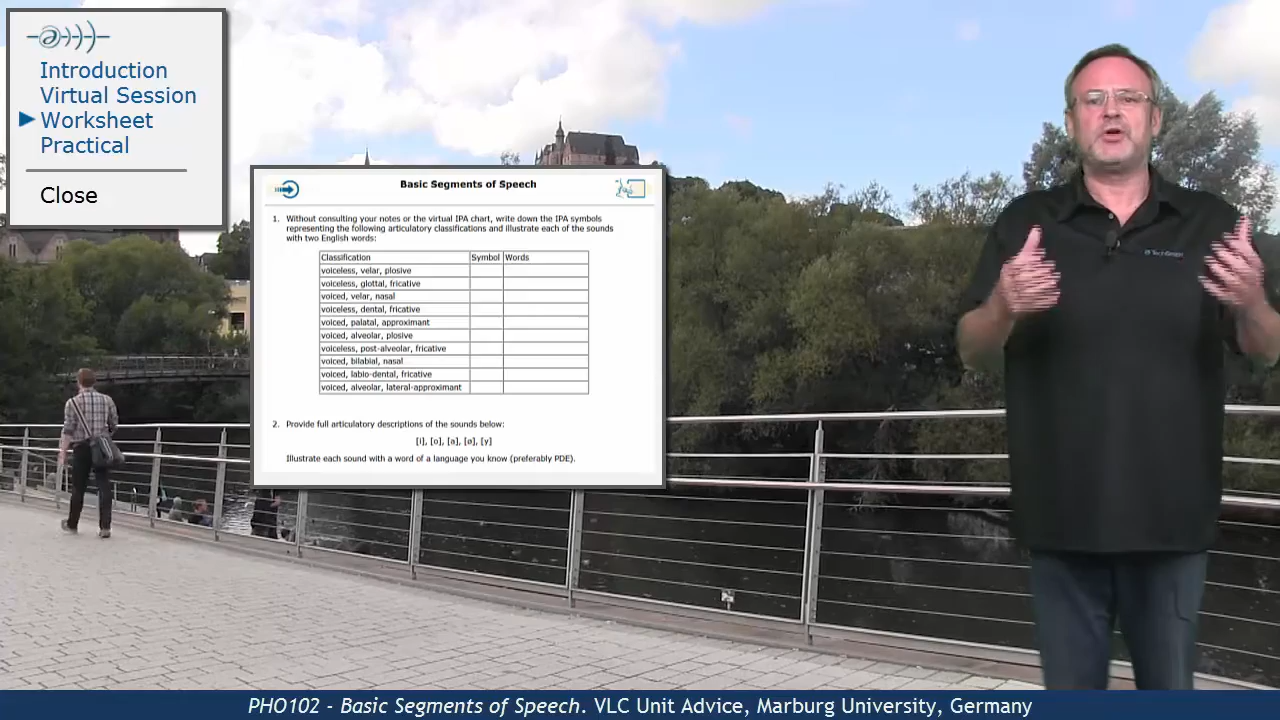 Introduction
Virtual Session
Worksheet
Practical
Close
Basic Segments of Speech
1. Without consulting your notes or the virtual IPA chart, write down the IPA symbols
representing the following articulatory classifications and illustrate each of the sounds
with two English words:
Classification Symbol Words
voiceless, velar, plosive
voiceless, glottal, fricative
voiced, velar, nasal
voiceless, dental, fricative
voiced, palatal, approximant
voiced, alveolar, plosive
voiceless, post-alveolar, fricative
voiced, bilabial, nasal
voiced, labio-dental, fricative
voiced, alveolar, lateral-approximant
2. Provide full articulatory descriptions of the sounds below:
Illustrate each sound with a word of a language you know (preferably PDE).
PHO102 - Basic Segments of Speech. VLC Unit Advice, Marburg University, Germany